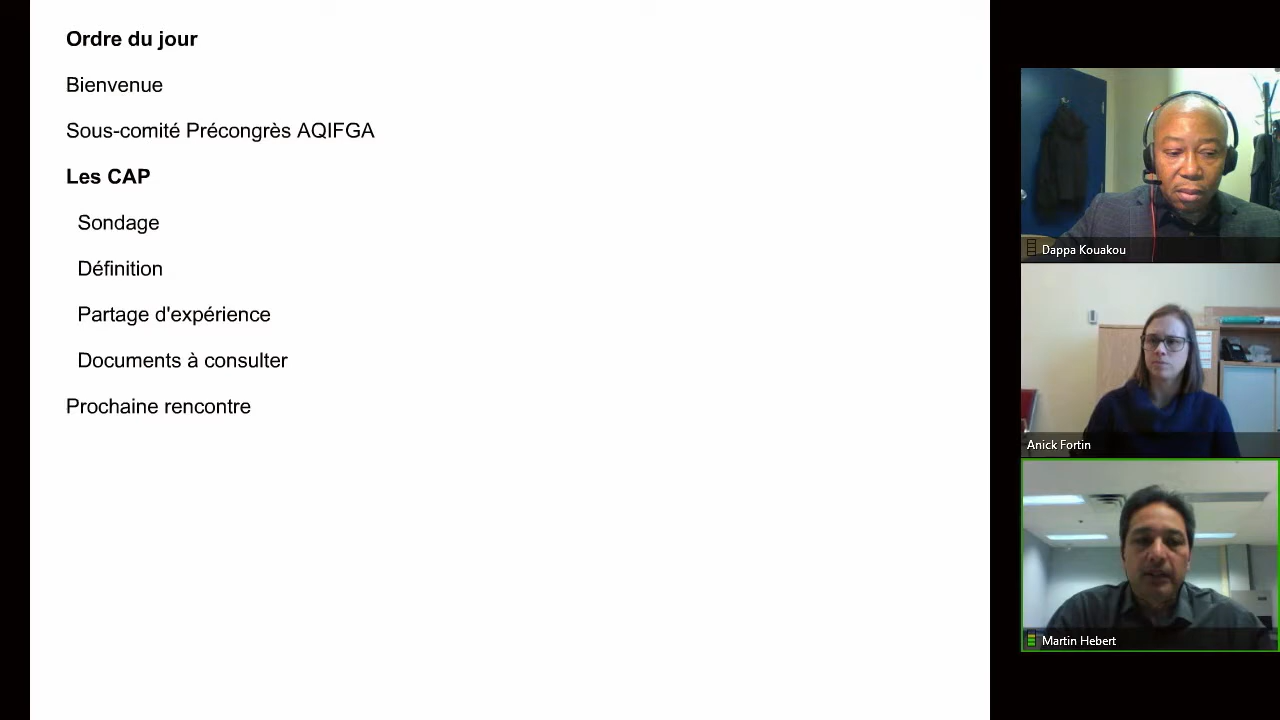 Ordre du jour
Bienvenue
Sous-comité Précongrès AQIFGA
Les CAP
Sondage
Définition
Partage d'expérience
Documents à consulter
Prochaine rencontre
Dappa Kouakou
Anick Fortin
Martin Hebert